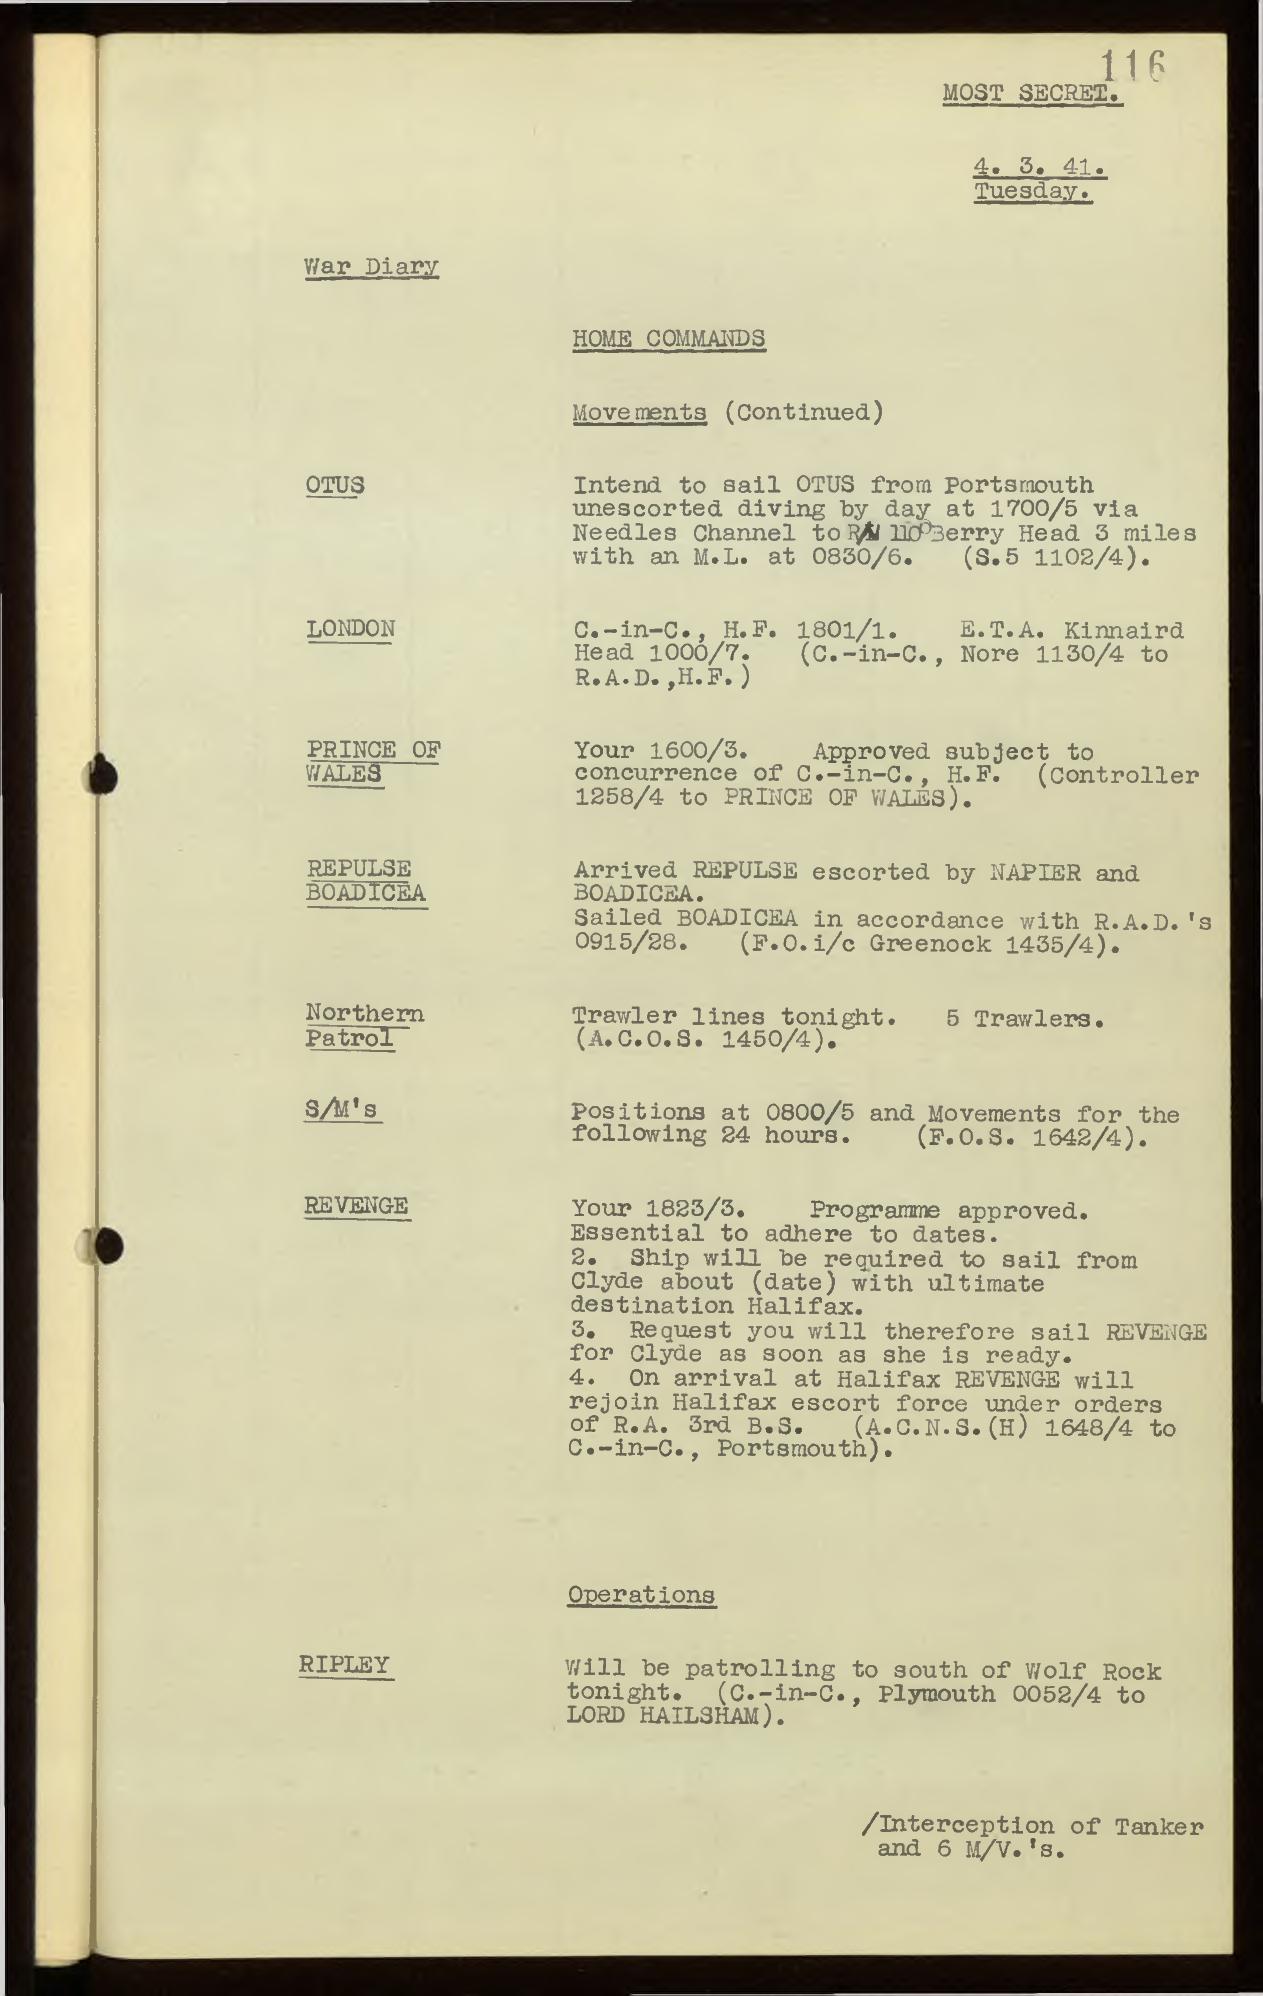 116
MOST SECRET.
4. 3. 41.
Tuesday.
War Diary
HOME COMMANDS
Movements (Continued)
OTUS
Intend to sail OTUS from Portsmouth
unescorted diving by day at 1700/5 via
Needles Channel to 110° Berry Head 3 miles
with an M.L. at 0830/6. (S.5 1102/4).
LONDON
C.-in-C., H.F. 1801/1. E.T.A. Kinnaird
Head 1000/7. (C.-in-C., Nore 1130/4 to
R.A.D.,H.F.)
PRINCE OF
WALES
Your 1600/3. Approved subject to
concurrence of C.-in-C., H.F. (Controller
1258/4 to PRINCE OF WALES).
REPULSE
BOADICEA
Arrived REPULSE escorted by NAPIER and
BOADICEA.
Sailed BOADICEA in accordance with R.A.D.'s
0915/28. (F.O.i/c Greenock 1435/4).
Northern
Patrol
Trawler lines tonight. 5 Trawlers.
(A.C.O.S. 1450/4).
S/M's
Positions at 0800/5 and Movements for the
following 24 hours. (F.O.S. 1642/4).
REVENGE
Your 1823/3. Programme approved.
Essential to adhere to dates.
2. Ship will be required to sail from
Clyde about (date) with ultimate
destination Halifax.
3. Request you will therefore sail REVENGE
for Clyde as soon as she is ready.
4. On arrival at Halifax REVENGE will
rejoin Halifax escort force under orders
of R.A. 3rd B.S. (A.C.N.S.(H) 1648/4 to
C.-in-C., Portsmouth).
Operations
RIPLEY
Will be patrolling to south of Wolf Rock
tonight. (C.-in-C., Plymouth 0052/4 to
LORD HAILSHAM).
/Interception of Tanker
and 6 M/V.'s.